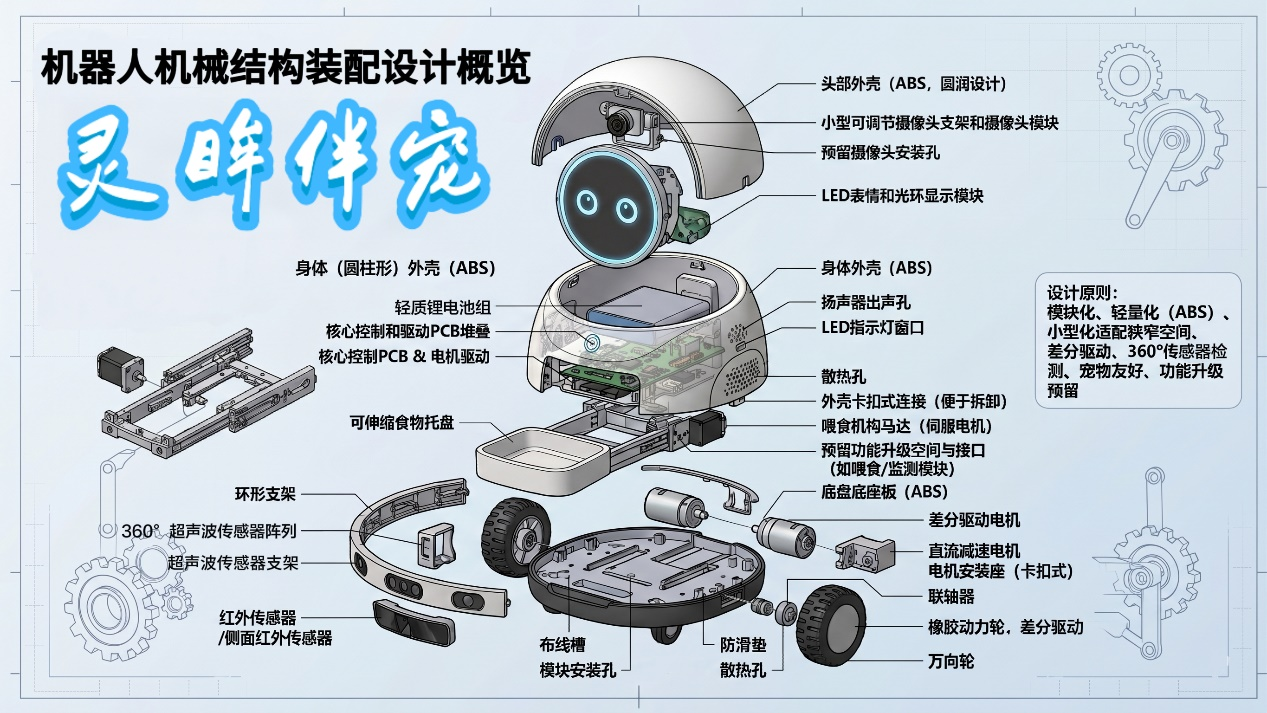 机器人机械结构装配设计概览
灵眸伴宠
头部外壳（ABS，圆润设计）
小型可调节摄像头支架和摄像头模块
预留摄像头安装孔
LED表情和光环显示模块
身体（圆柱形）外壳（ABS）
轻质锂电池组
核心控制和驱动PCB堆叠
核心控制PCB & 电机驱动
可伸缩食物托盘
身体外壳（ABS）
扬声器出声孔
LED指示灯窗口
散热孔
外壳卡扣式连接（便于拆卸）
喂食机构马达（伺服电机）
预留功能升级空间与接口
（如喂食/监测模块）
底盘底座板（ABS）
设计原则：
模块化、轻量化（ABS）、
小型化适配狭窄空间、
差分驱动、360°传感器检
测、宠物友好、功能升级
预留
环形支架
360° 超声波传感器阵列
超声波传感器支架
红外传感器
/侧面红外传感器
差分驱动电机
直流减速电机
电机安装座（卡扣式）
联轴器
橡胶动力轮，差分驱动
万向轮
布线槽
模块安装孔
防滑垫
散热孔